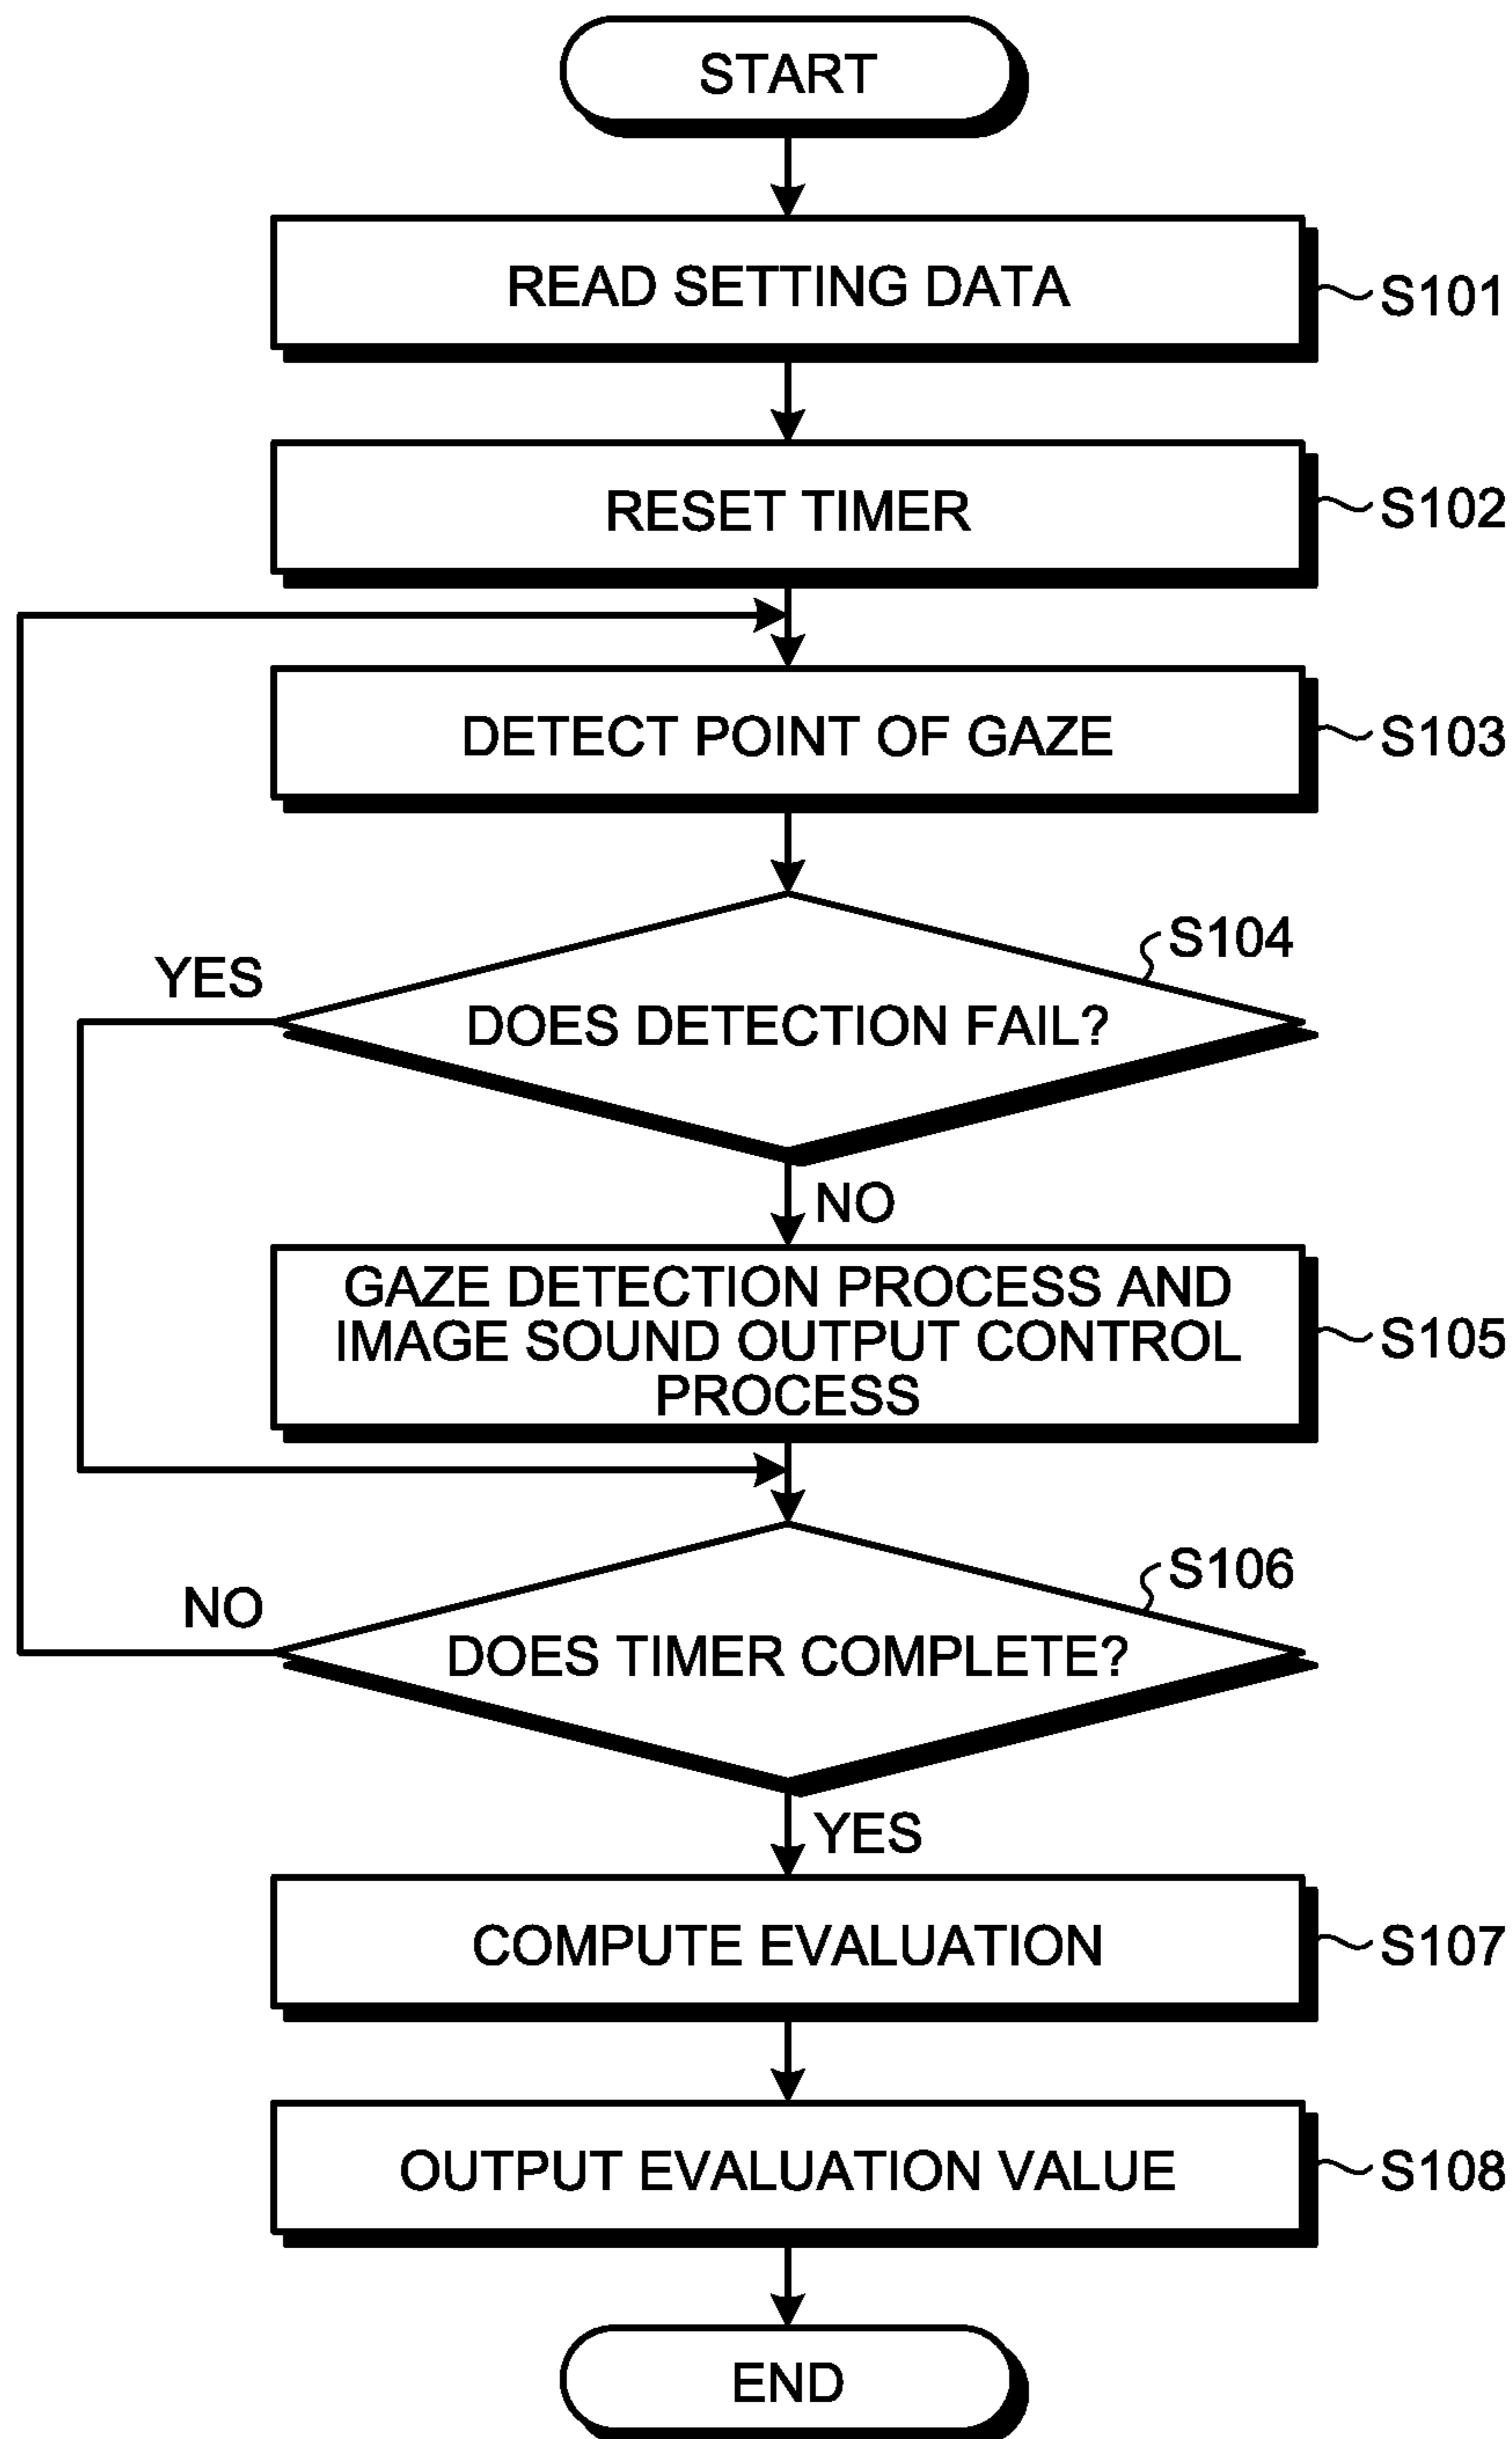 START
READ SETTING DATA
S101
RESET TIMER
S102
DETECT POINT OF GAZE
S103
S104
YES
DOES DETECTION FAIL?
NO
GAZE DETECTION PROCESS AND
IMAGE SOUND OUTPUT CONTROL
PROCESS
S105
S106
NO
DOES TIMER COMPLETE?
YES
COMPUTE EVALUATION
S107
OUTPUT EVALUATION VALUE
S108
END